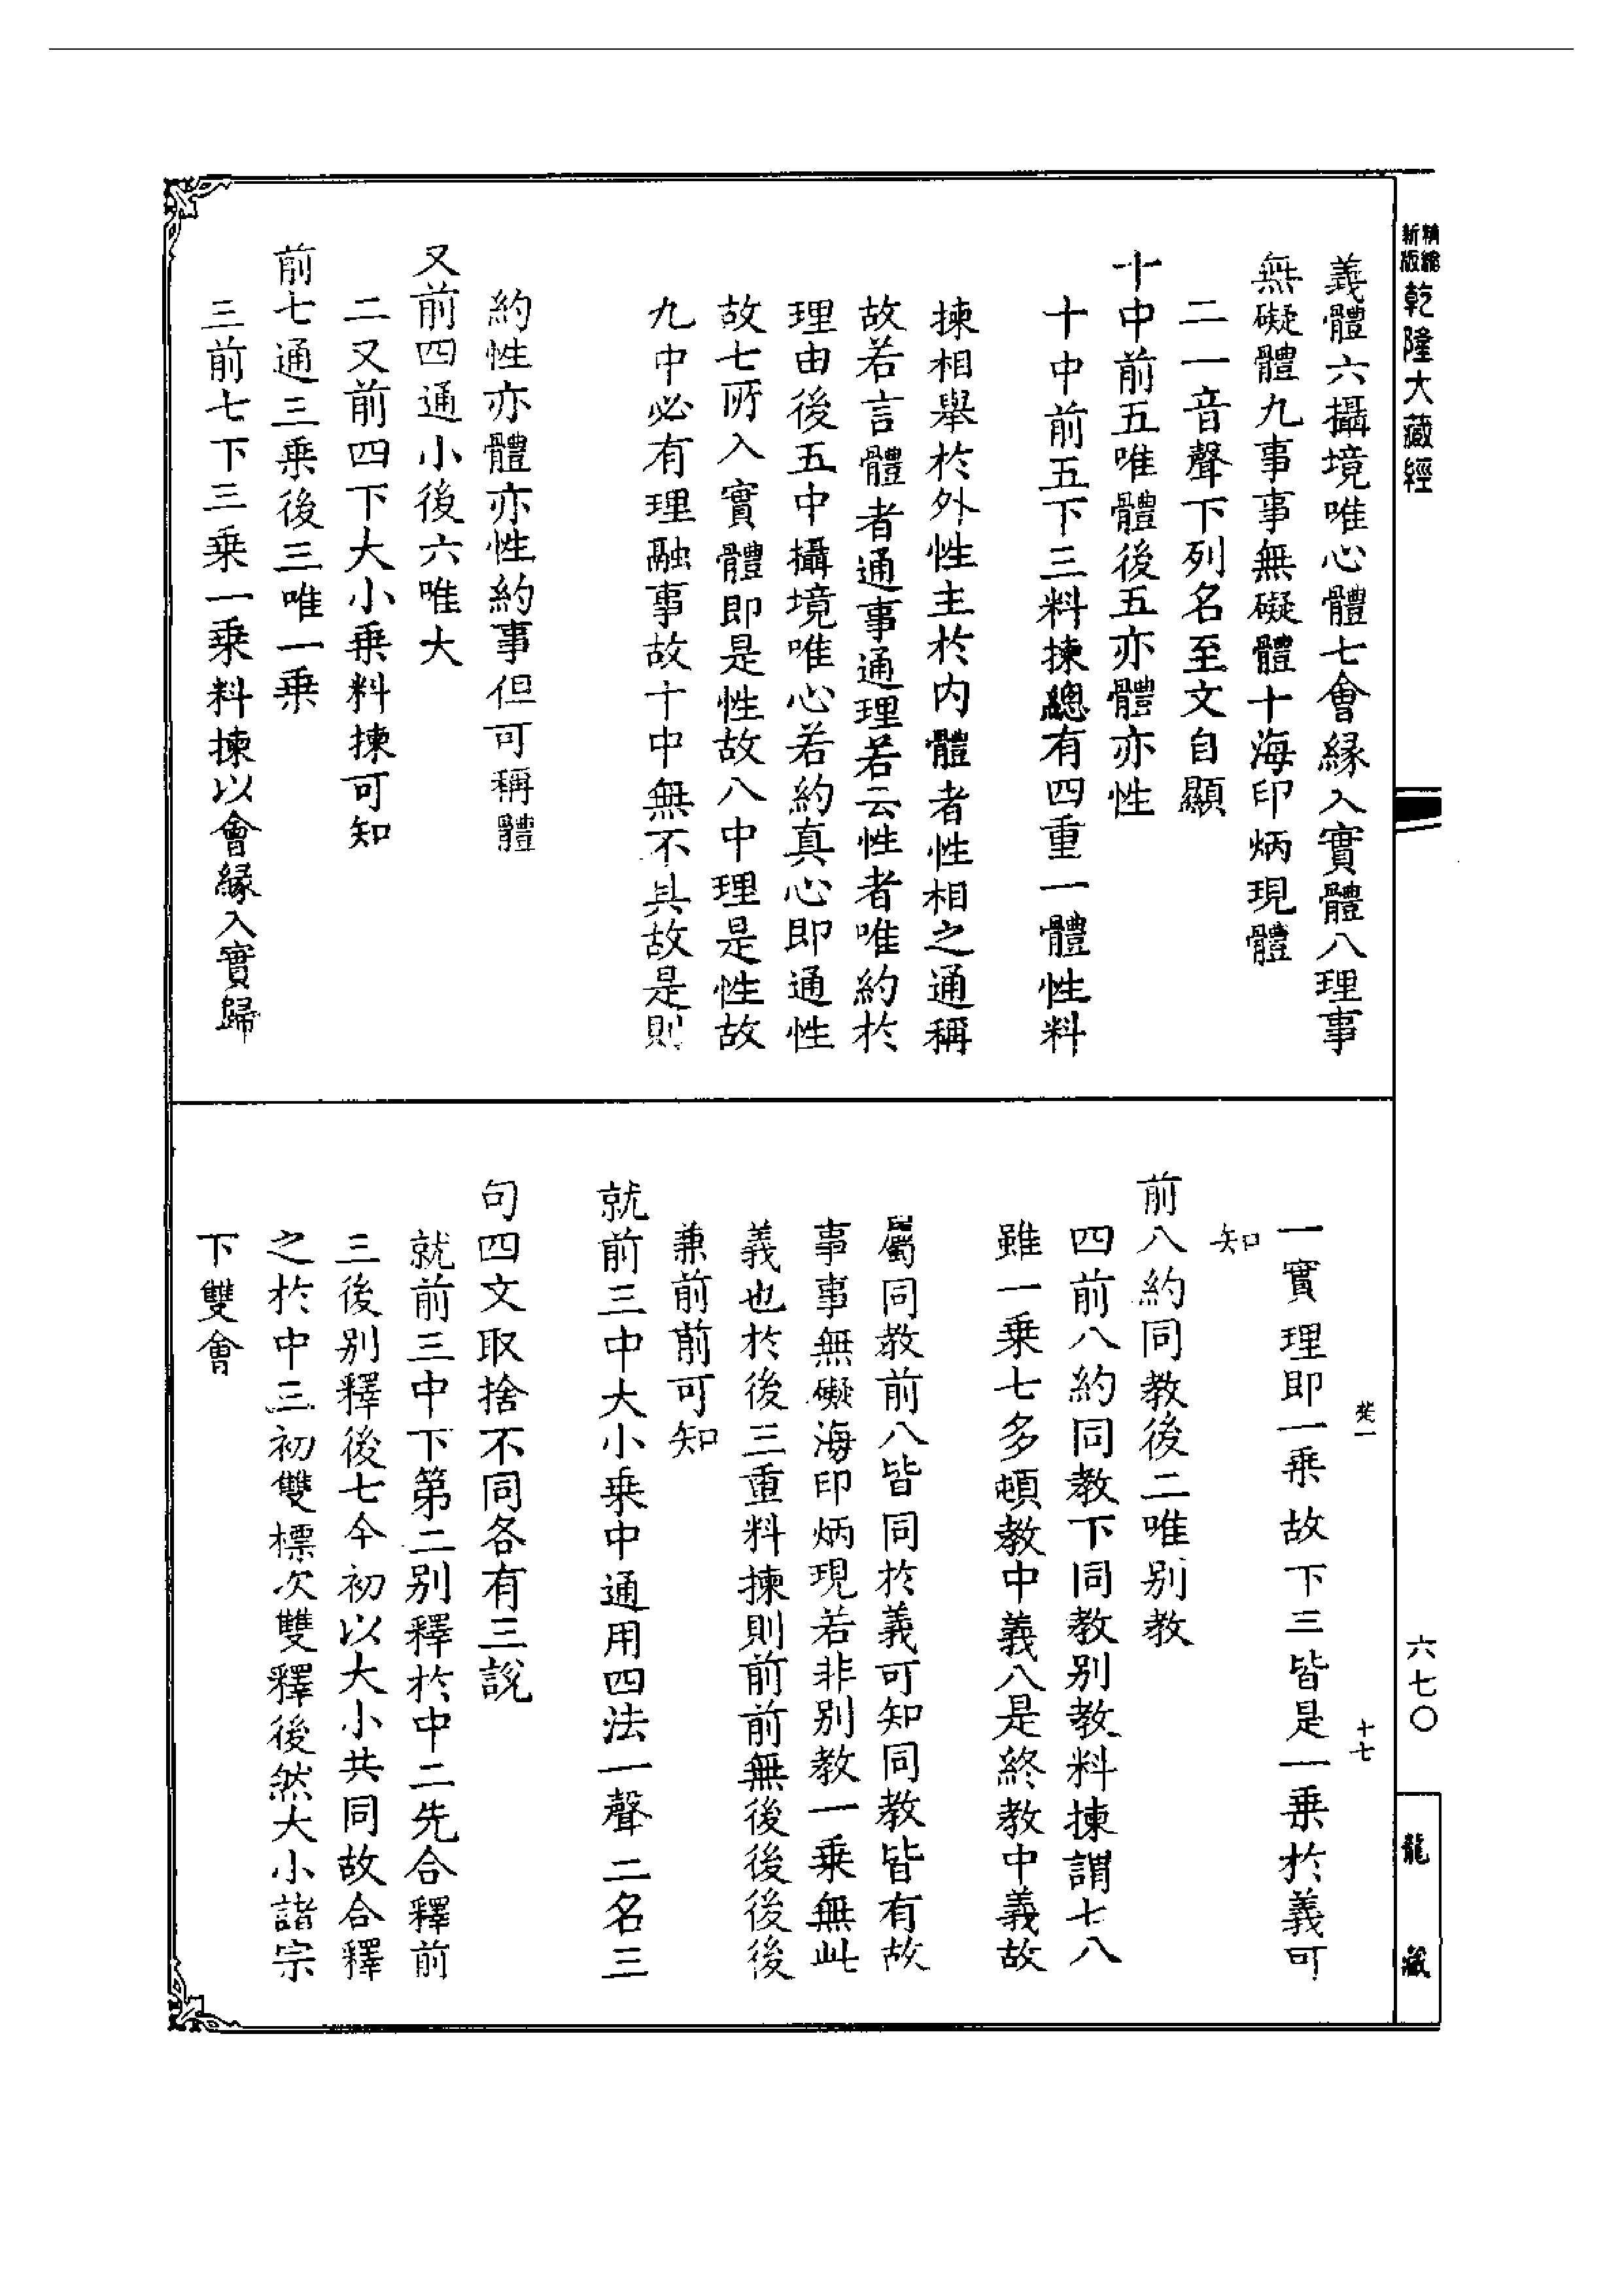 精縮
新版
乾隆大藏經
義體六攝境唯心體七會緣入實體八理事
無礙體九事事無礙體十海印炳現體
二一音聲下列名至文自顯
十中前五唯體後五亦體亦性
十中前五下三料揀總有四重一體性料
揀相舉於外性主於內體者性相之通稱
故若言體者通事通理若云性者唯約於
理由後五中攝境唯心若約真心即通性
故七所入實體即是性故八中理是性故
九中必有理融事故十中無不具故是則
約性亦體亦性約事但可稱體
又前四通小後六唯大
二又前四下大小乗料揀可知
前七通三乗後三唯一乗
三前七下三乗一乗料揀以會緣入實歸
一實理即一乗故下三皆是一乗於義可
知
前八約同教後二唯别教
四前八約同教下同教别教料揀謂七八
雖一乗七多頓教中義八是終教中義故
屬同教前八皆同於義可知同教皆有故
事事無礙海印炳現若非别教一乗無此
義也於後三重料揀則前前無後後後後
兼前前可知
就前三中大小乗中通用四法一聲二名三
句四文取捨不同各有三說
就前三中下第二别釋於中二先合釋前
三後别釋後七今初以大小共同故合釋
之於中三初雙標次雙釋後然大小諸宗
下雙會
十七
六七〇
龍藏